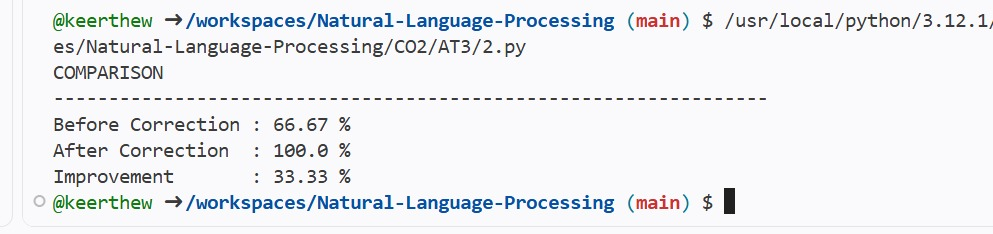 @keerthew →/workspaces/Natural-Language-Processing (main) $ /usr/local/python/3.12.1/
es/Natural-Language-Processing/CO2/AT3/2.py
COMPARISON
------------------------------------------------------------------
Before Correction : 66.67 %
After Correction  : 100.0 %
Improvement       : 33.33 %
@keerthew →/workspaces/Natural-Language-Processing (main) $